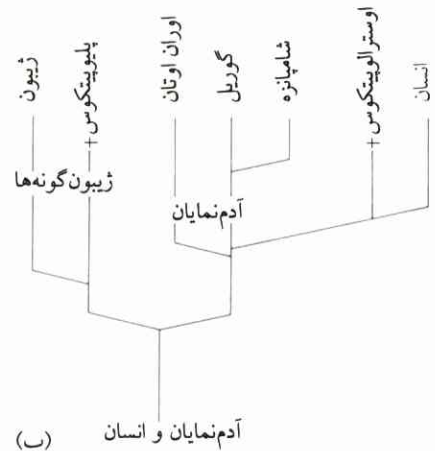 ژیبون
پلیوپیتکوس+
اوران اوتان
گوریل
شامپانزه
اوسترالوپیتکوس+
انسان
ژیبون‌گونه‌ها
آدم‌نمایان
آدم‌نمایان و انسان
(ب)